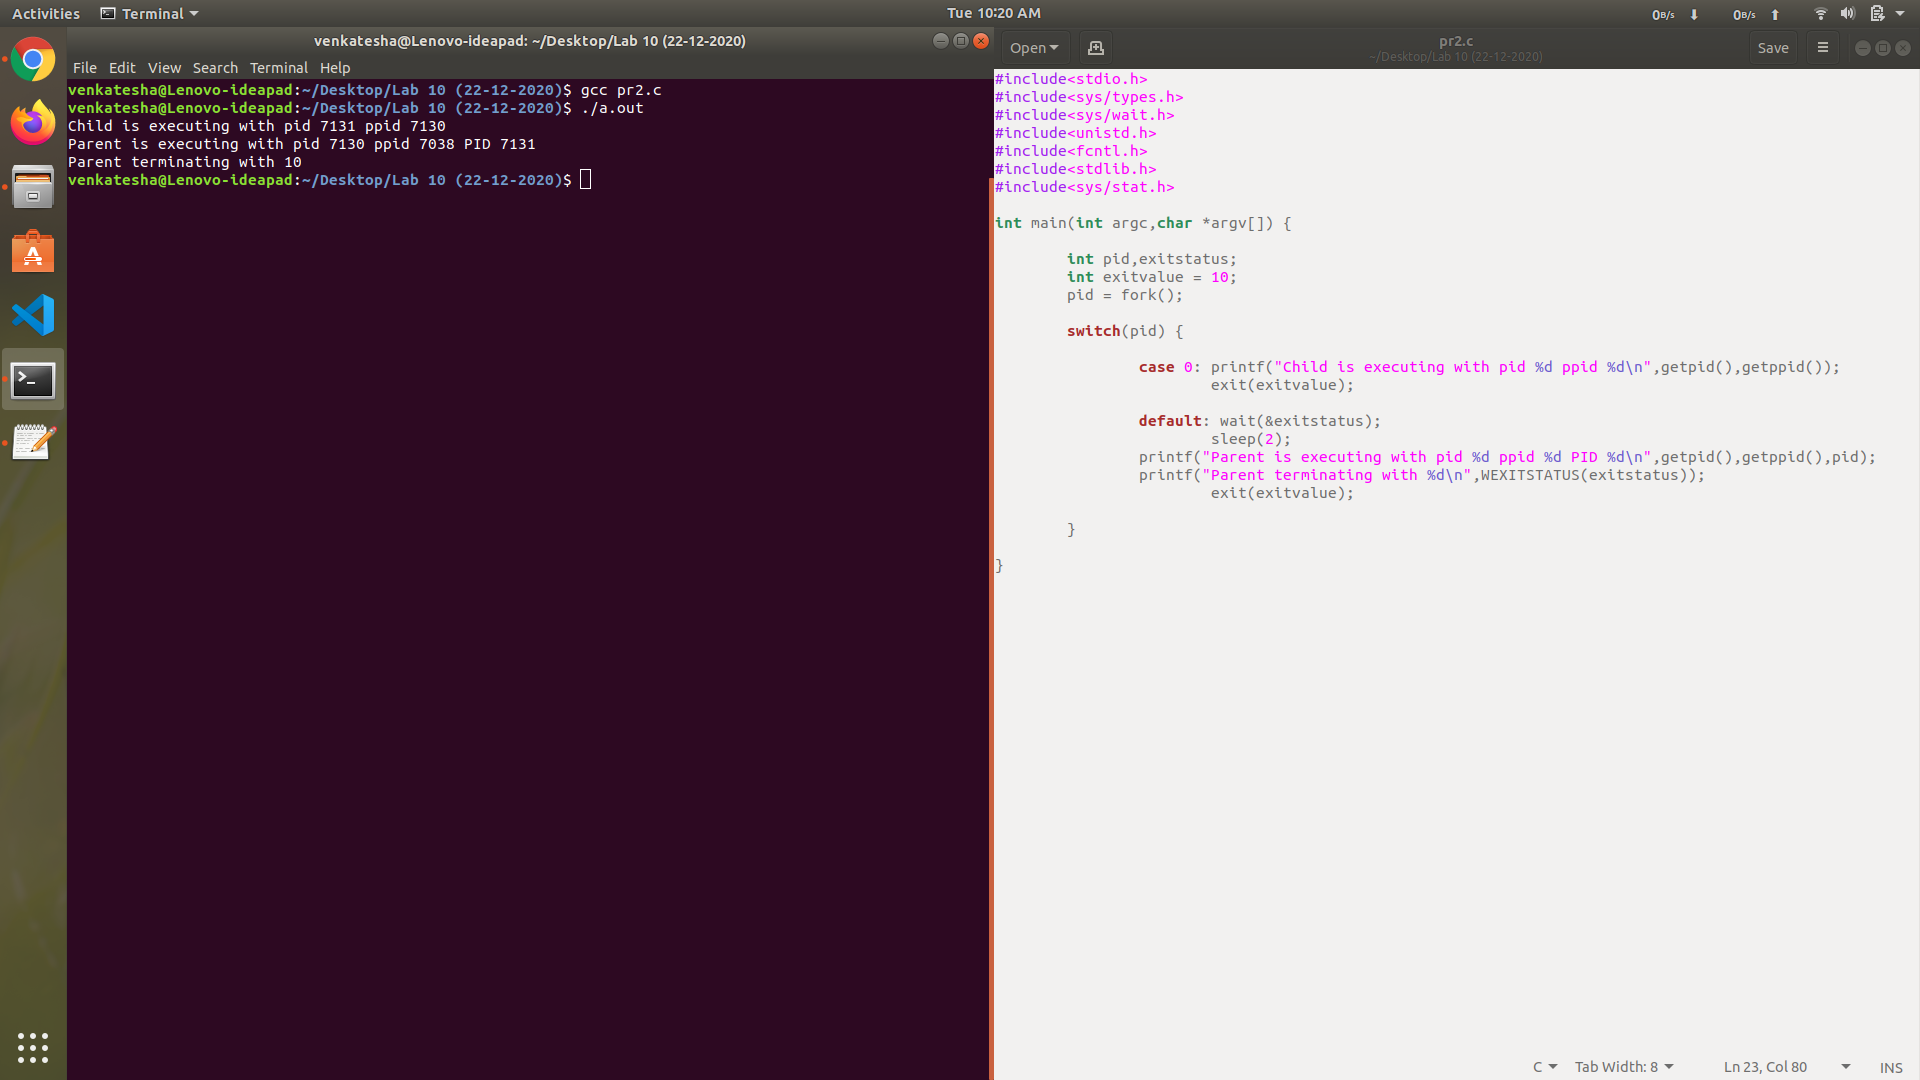 Activities Terminal Tue 10:20 AM 0B/s 0B/s
venkatesha@Lenovo-ideapad: ~/Desktop/Lab 10 (22-12-2020)
File Edit View Search Terminal Help
venkatesha@Lenovo-ideapad:~/Desktop/Lab 10 (22-12-2020)$ gcc pr2.c
venkatesha@Lenovo-ideapad:~/Desktop/Lab 10 (22-12-2020)$ ./a.out
Child is executing with pid 7131 ppid 7130
Parent is executing with pid 7130 ppid 7038 PID 7131
Parent terminating with 10
venkatesha@Lenovo-ideapad:~/Desktop/Lab 10 (22-12-2020)$
Open pr2.c Save
~/Desktop/Lab 10 (22-12-2020)
#include<stdio.h>
#include<sys/types.h>
#include<sys/wait.h>
#include<unistd.h>
#include<fcntl.h>
#include<stdlib.h>
#include<sys/stat.h>
int main(int argc,char *argv[]) {
int pid,exitstatus;
int exitvalue = 10;
pid = fork();
switch(pid) {
case 0: printf("Child is executing with pid %d ppid %d\n",getpid(),getppid());
exit(exitvalue);
default: wait(&exitstatus);
sleep(2);
printf("Parent is executing with pid %d ppid %d PID %d\n",getpid(),getppid(),pid);
printf("Parent terminating with %d\n",WEXITSTATUS(exitstatus));
exit(exitvalue);
}
}
C Tab Width: 8 Ln 23, Col 80 INS